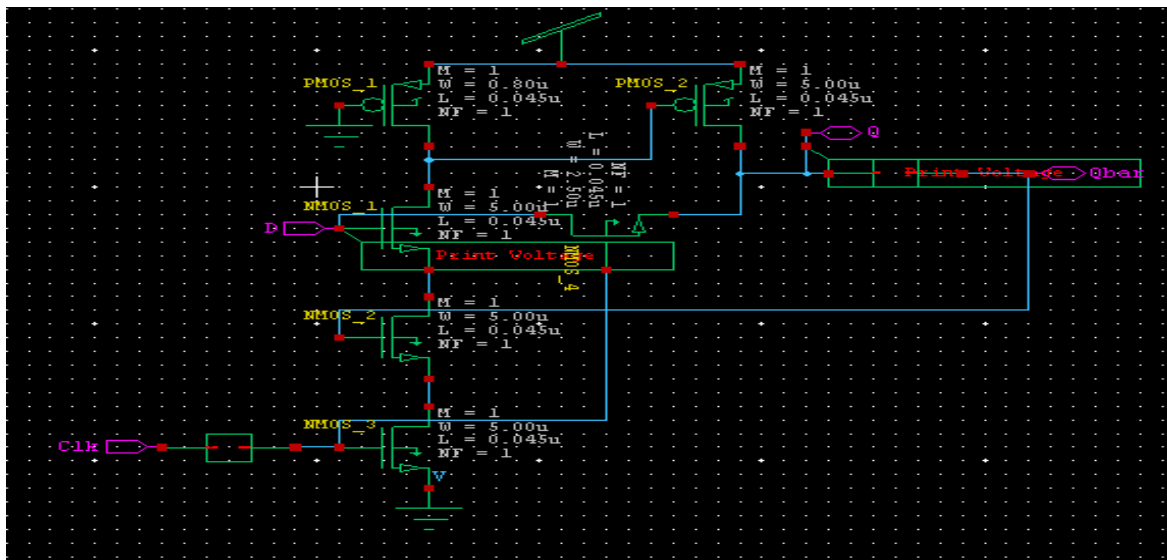 PMOS_1
M = 1
W = 0.80u
L = 0.045u
NF = 1
PMOS_2
M = 1
W = 5.00u
L = 0.045u
NF = 1
Q
Print Voltage
Qbar
NMOS_1
M = 1
W = 5.00u
L = 0.045u
NF = 1
D
Print Voltage
NMOS_4
M = 1
W = 2.50u
L = 0.045u
NF = 1
NMOS_2
M = 1
W = 5.00u
L = 0.045u
NF = 1
NMOS_3
M = 1
W = 5.00u
L = 0.045u
NF = 1
Clk
V